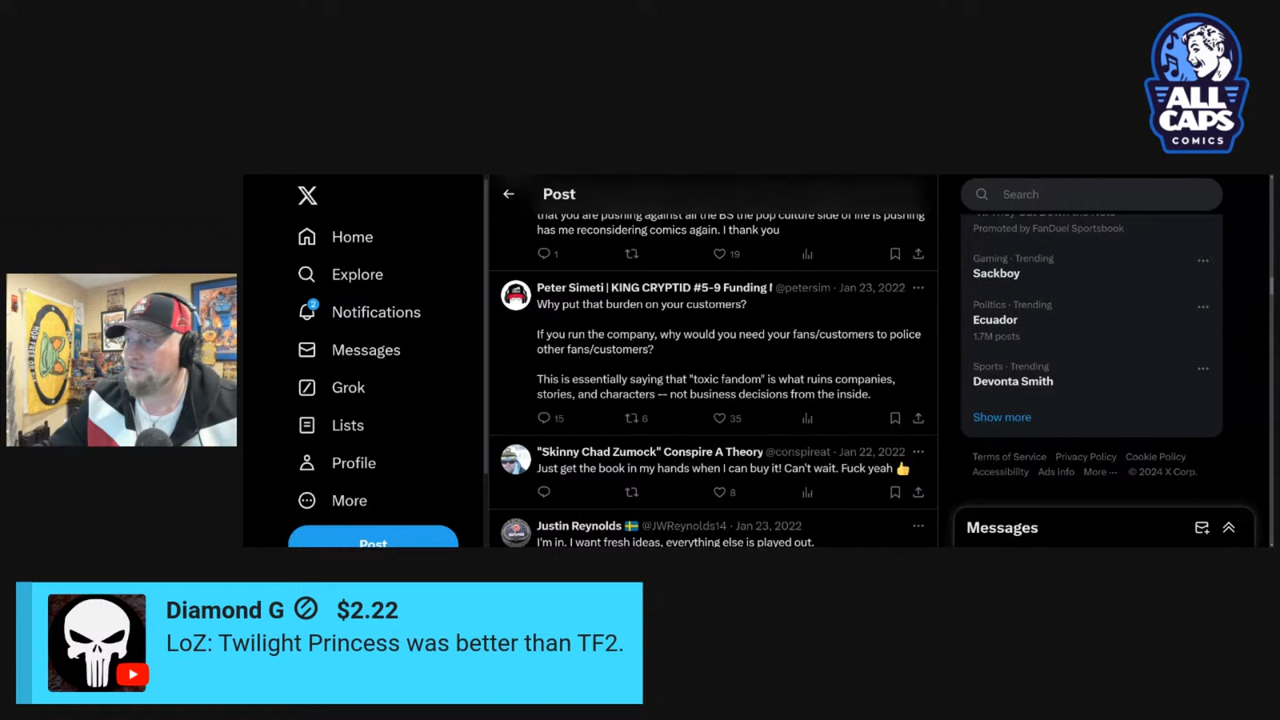 ALL
CAPS
COMICS
Home
Explore
2
Notifications
Messages
Grok
Lists
Profile
More
Post
Post
that you are pushing against all the BS the pop culture side of life is pushing
has me reconsidering comics again. I thank you
1
19
Peter Simeti | KING CRYPTID #5-9 Funding @petersim · Jan 23, 2022
Why put that burden on your customers?
If you run the company, why would you need your fans/customers to police
other fans/customers?
This is essentially saying that "toxic fandom" is what ruins companies,
stories, and characters -- not business decisions from the inside.
15
6
35
"Skinny Chad Zumock" Conspire A Theory @conspireat · Jan 22, 2022
Just get the book in my hands when I can buy it! Can't wait. Fuck yeah 👍
8
Justin Reynolds 🇸🇪 @JWReynolds14 · Jan 23, 2022
I'm in. I want fresh ideas, everything else is played out.
Search
Promoted by FanDuel Sportsbook
Gaming · Trending
Sackboy
Politics · Trending
Ecuador
1.7M posts
Sports · Trending
Devonta Smith
Show more
Terms of Service Privacy Policy Cookie Policy
Accessibility Ads info More ··· © 2024 X Corp.
Messages
Diamond G $2.22
LoZ: Twilight Princess was better than TF2.